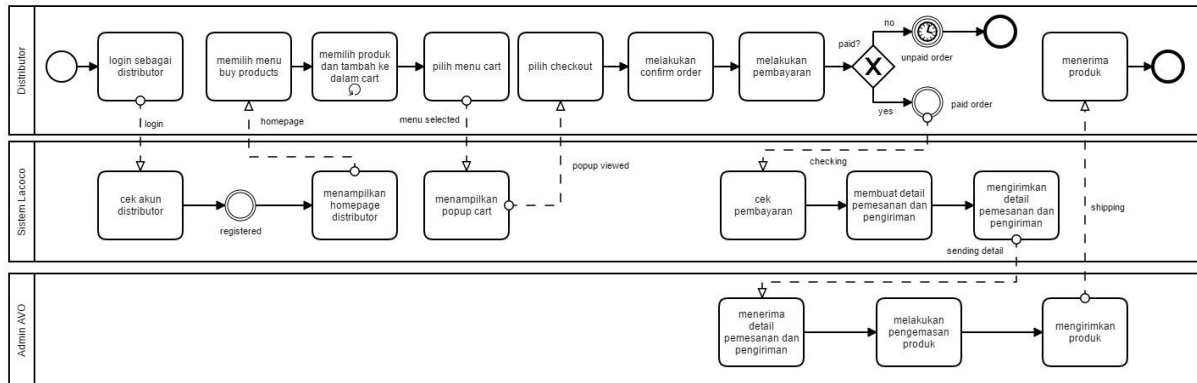 Distributor
login sebagai
distributor
memilih menu
buy products
memilih produk
dan tambah ke
dalam cart
pilih menu cart
pilih checkout
melakukan
confirm order
melakukan
pembayaran
paid?
no
unpaid order
yes
paid order
menerima
produk
login
homepage
menu selected
popup viewed
checking
shipping
Sistem Lacoco
cek akun
distributor
registered
menampilkan
homepage
distributor
menampilkan
popup cart
cek
pembayaran
membuat detail
pemesanan dan
pengiriman
mengirimkan
detail
pemesanan dan
pengiriman
sending detail
Admin AVO
menerima
detail
pemesanan dan
pengiriman
melakukan
pengemasan
produk
mengirimkan
produk